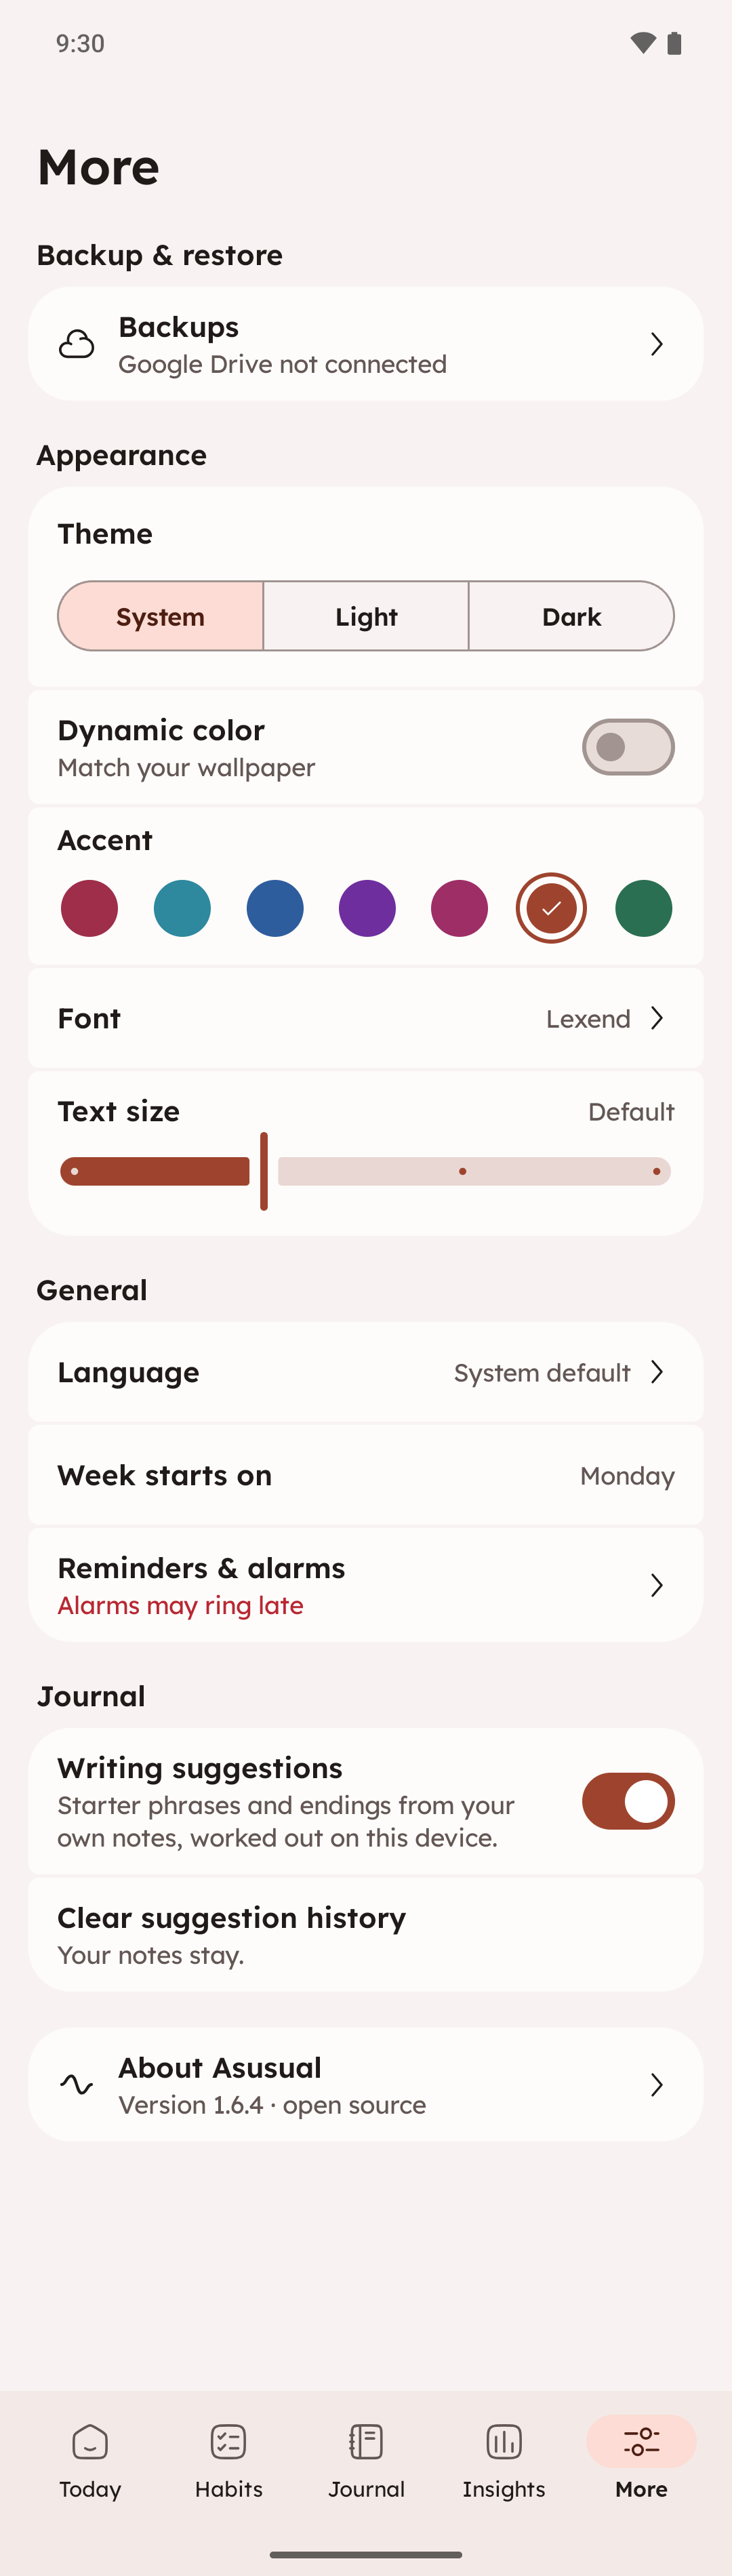 9:30
More
Backup & restore
Backups
Google Drive not connected
Appearance
Theme
System
Light
Dark
Dynamic color
Match your wallpaper
Accent
Font
Lexend
Text size
Default
General
Language
System default
Week starts on
Monday
Reminders & alarms
Alarms may ring late
Journal
Writing suggestions
Starter phrases and endings from your
own notes, worked out on this device.
Clear suggestion history
Your notes stay.
About Asusual
Version 1.6.4 · open source
Today
Habits
Journal
Insights
More